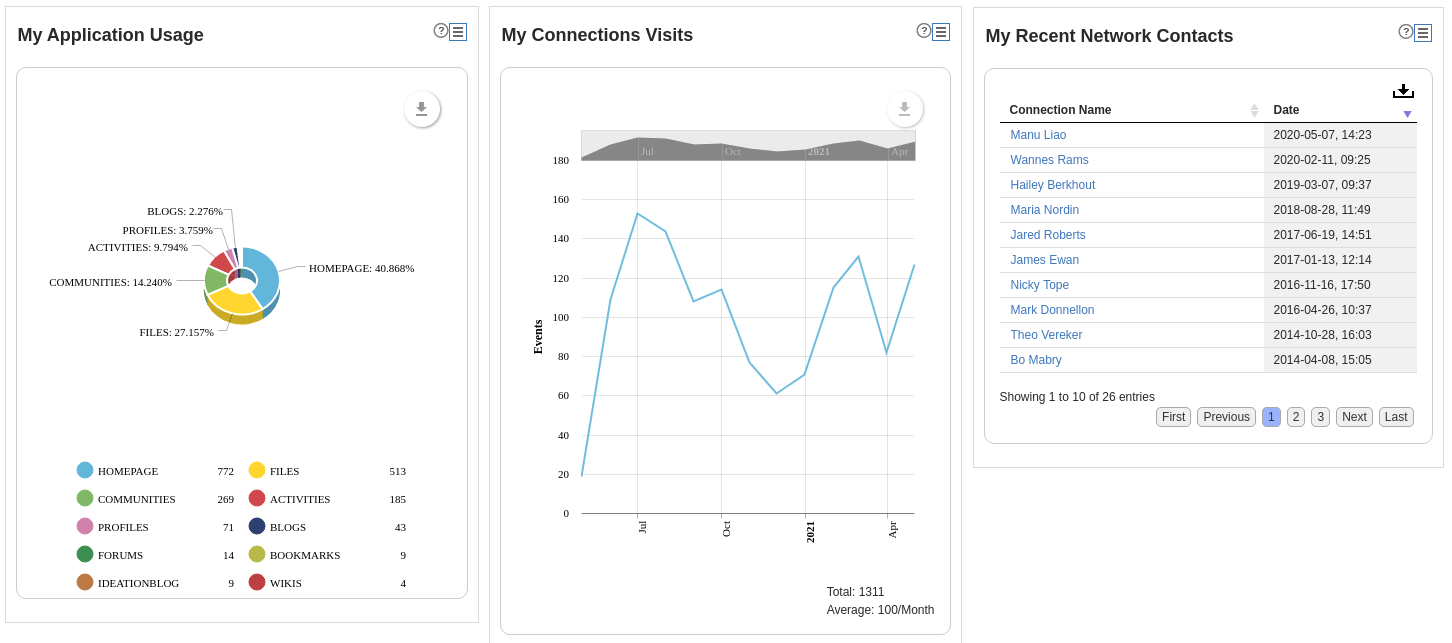 My Application Usage
?
BLOGS: 2.276%
PROFILES: 3.759%
ACTIVITIES: 9.794%
HOMEPAGE: 40.868%
COMMUNITIES: 14.240%
FILES: 27.157%
HOMEPAGE 772 FILES 513
COMMUNITIES 269 ACTIVITIES 185
PROFILES 71 BLOGS 43
FORUMS 14 BOOKMARKS 9
IDEATIONBLOG 9 WIKIS 4
My Connections Visits
?
Jul Oct 2021 Apr
180
160
140
120
100
80
60
40
20
0
Events
Jul Oct 2021 Apr
Total: 1311
Average: 100/Month
My Recent Network Contacts
?
Connection Name Date
Manu Liao 2020-05-07, 14:23
Wannes Rams 2020-02-11, 09:25
Hailey Berkhout 2019-03-07, 09:37
Maria Nordin 2018-08-28, 11:49
Jared Roberts 2017-06-19, 14:51
James Ewan 2017-01-13, 12:14
Nicky Tope 2016-11-16, 17:50
Mark Donnellon 2016-04-26, 10:37
Theo Vereker 2014-10-28, 16:03
Bo Mabry 2014-04-08, 15:05
Showing 1 to 10 of 26 entries
First Previous 1 2 3 Next Last